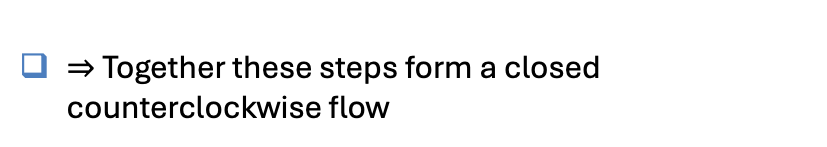 ⇒ Together these steps form a closed
counterclockwise flow